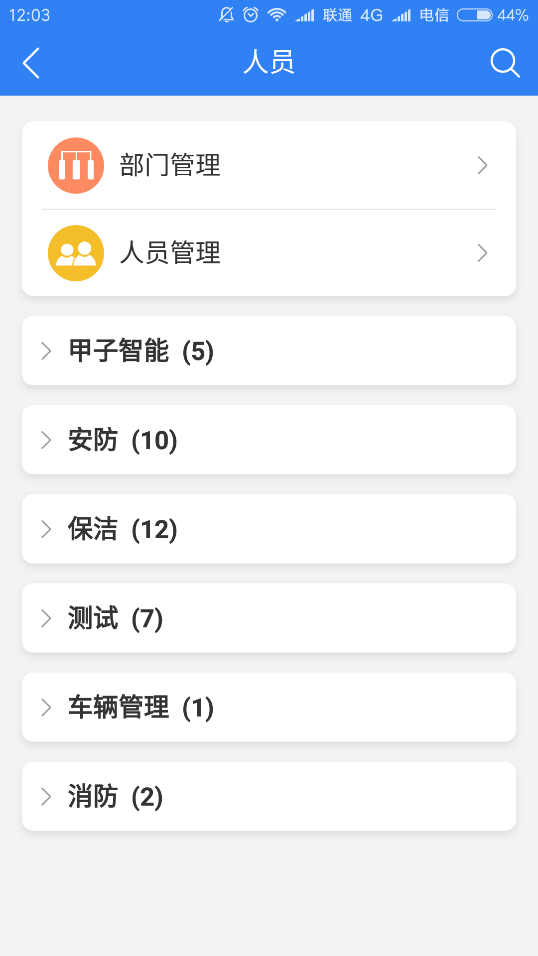 12:03 联通 4G 电信 44%
人员
部门管理
人员管理
甲子智能 (5)
安防 (10)
保洁 (12)
测试 (7)
车辆管理 (1)
消防 (2)